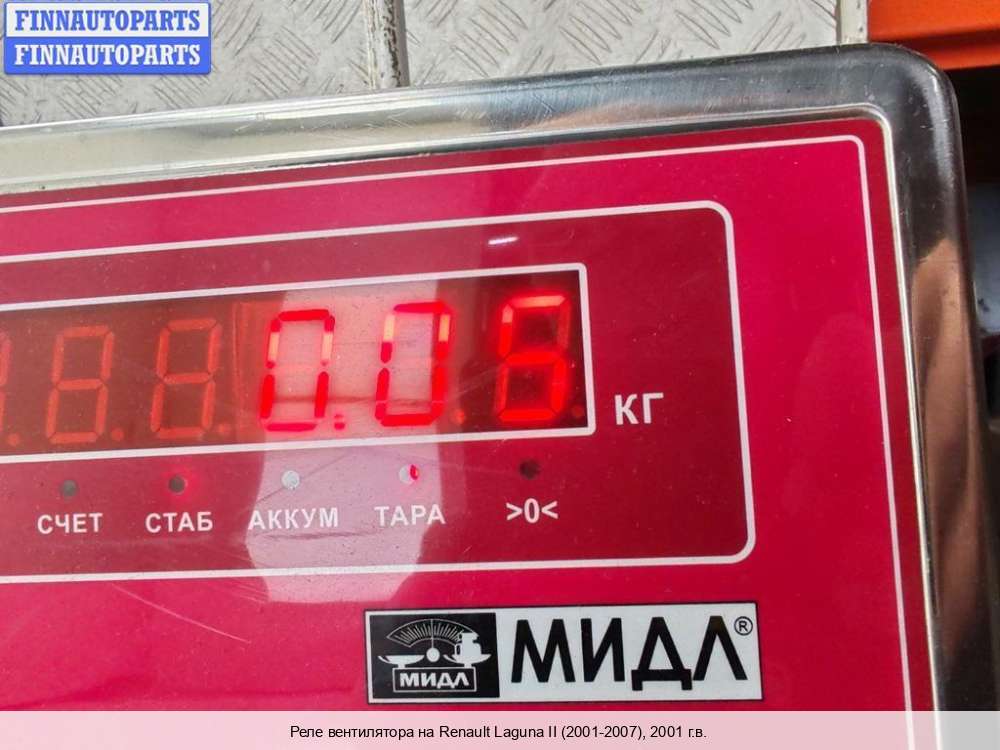 FINNAUTOPARTS
FINNAUTOPARTS
0.05
КГ
СЧЕТ СТАБ АККУМ ТАРА >0<
МИДЛ МИДЛ®
Реле вентилятора на Renault Laguna II (2001-2007), 2001 г.в.